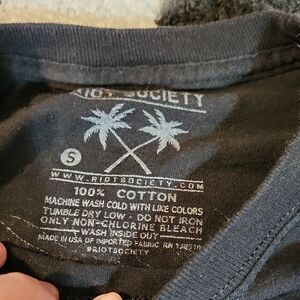 RIOT SOCIETY
S
WWW.RIOTSOCIETY.COM
100% COTTON
MACHINE WASH COLD WITH LIKE COLORS
TUMBLE DRY LOW - DO NOT IRON
ONLY NON-CHLORINE BLEACH
WASH INSIDE OUT
MADE IN USA OF IMPORTED FABRIC RN
#RIOTSOCIETY